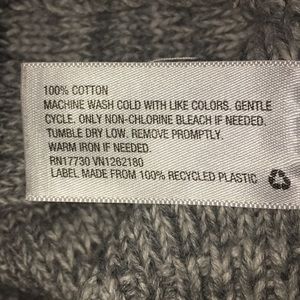 100% COTTON
MACHINE WASH COLD WITH LIKE COLORS. GENTLE
CYCLE. ONLY NON-CHLORINE BLEACH IF NEEDED.
TUMBLE DRY LOW. REMOVE PROMPTLY.
WARM IRON IF NEEDED.
RN17730 VN1262180
LABEL MADE FROM 100% RECYCLED PLASTIC